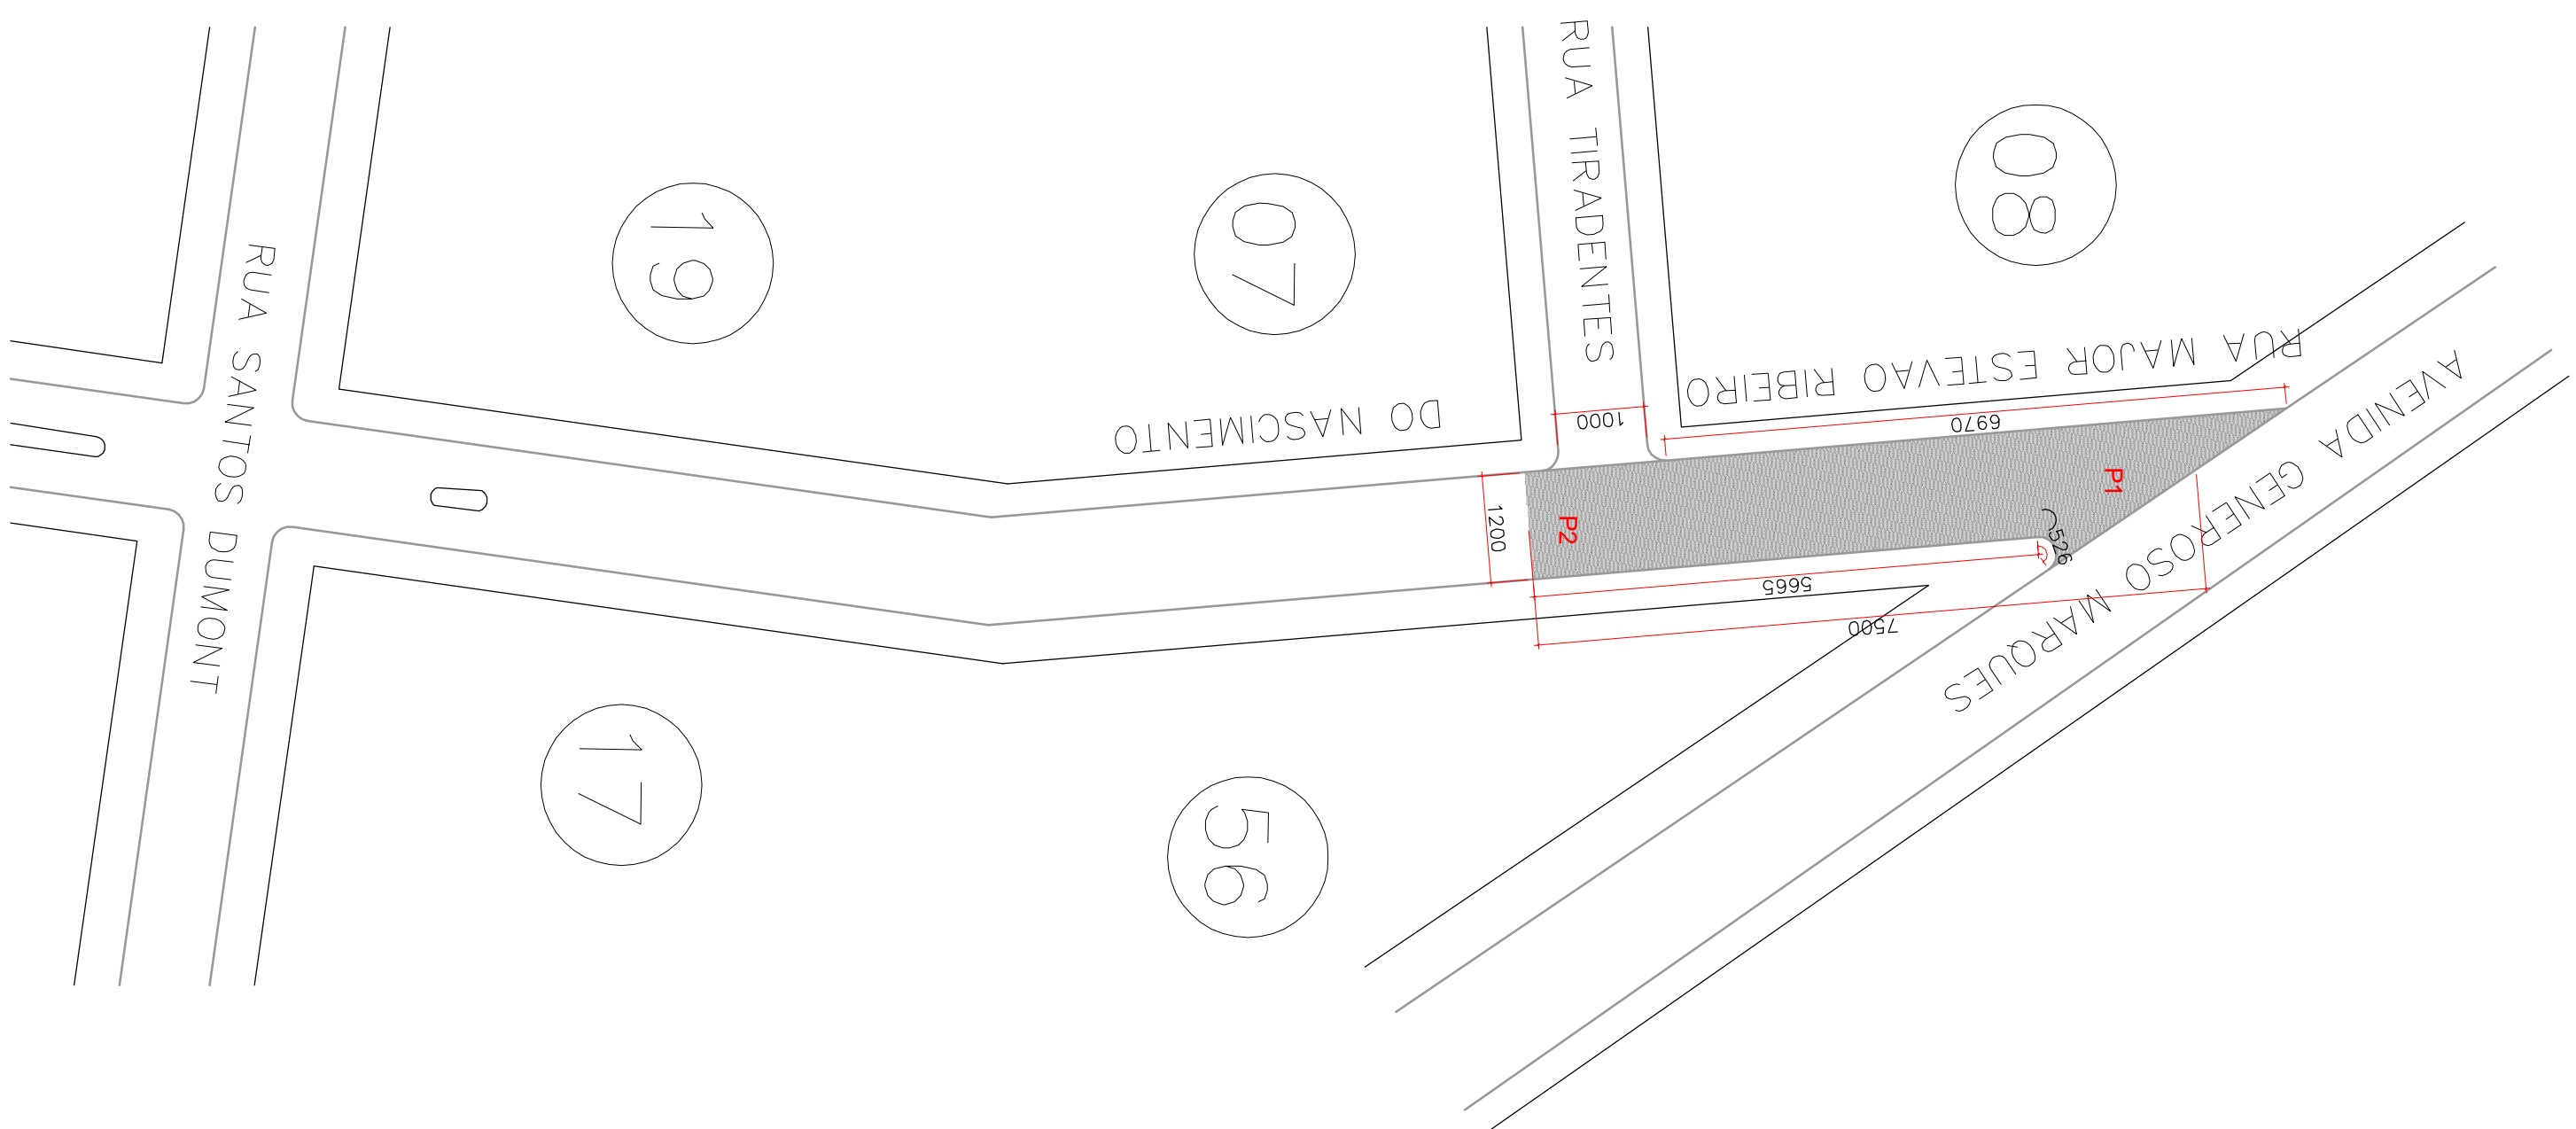 RUA SANTOS DUMONT
19
07
RUA TIRADENTES
08
RUA MAJOR ESTEVAO RIBEIRO
DO NASCIMENTO
AVENIDA GENEROSO MARQUES
1000
6970
1200
P2
P1
526
5665
7500
17
56